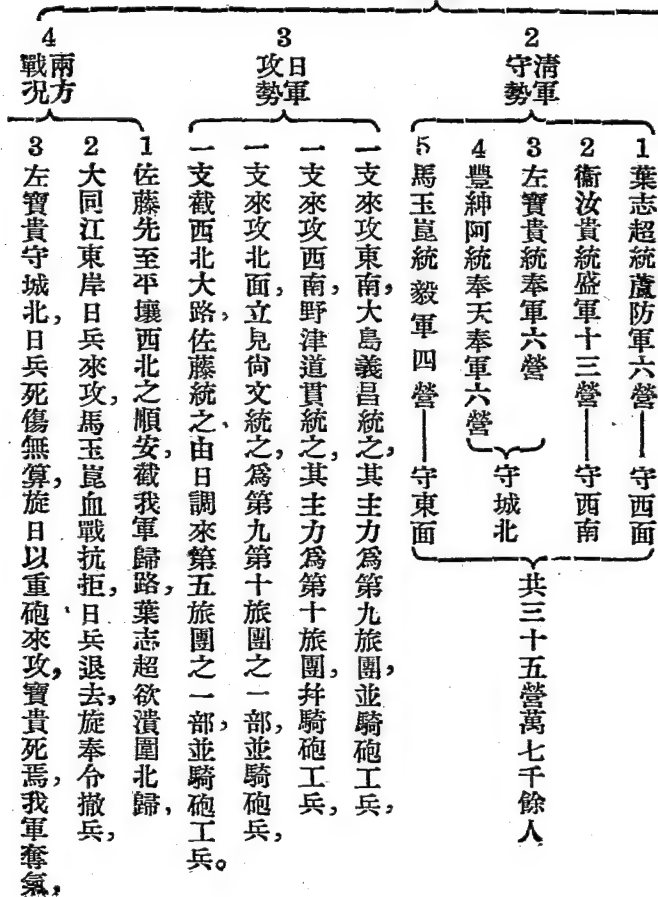 2 清軍守勢
1 葉志超統蘆防軍六營——守西面
2 衞汝貴統盛軍十三營——守西南
3 左寶貴統奉軍六營
4 豐紳阿統奉天奉軍六營
守城北
5 馬玉崑統毅軍四營——守東面
共三十五營萬七千餘人
3 日軍攻勢
一支來攻東南，大島義昌統之，其主力爲第九旅團，並騎砲工兵，
一支來攻西南，野津道貫統之，其主力爲第十旅團，幷騎砲工兵，
一支來攻北面，立見尙文統之，爲第九第十旅團之一部，並騎砲兵，
一支截西北大路，佐藤統之，由日調來第五旅團之一部，並騎砲工兵。
4 兩方戰況
1 佐藤先至平壤西北之順安，截我軍歸路，葉志超欲潰圍北歸，
2 大同江東岸日兵來攻，馬玉崑血戰抗拒，日兵退去，旋奉令撤兵，
3 左寶貴守城北，日兵死傷無算，旋日以重砲來攻，寶貴死焉，我軍奪氣，